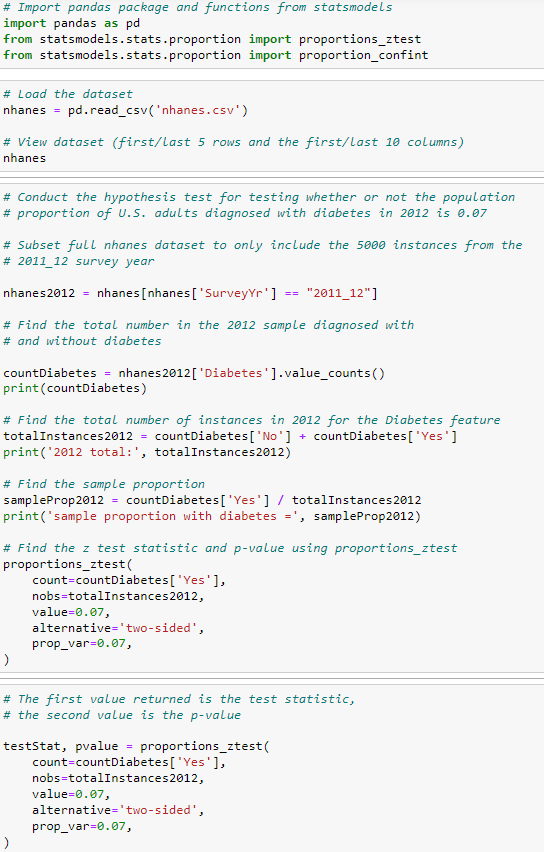 # Import pandas package and functions from statsmodels
import pandas as pd
from statsmodels.stats.proportion import proportions_ztest
from statsmodels.stats.proportion import proportion_confint
# Load the dataset
nhanes = pd.read_csv('nhanes.csv')
# View dataset (first/last 5 rows and the first/last 10 columns)
nhanes
# Conduct the hypothesis test for testing whether or not the population
# proportion of U.S. adults diagnosed with diabetes in 2012 is 0.07
# Subset full nhanes dataset to only include the 5000 instances from the
# 2011_12 survey year
nhanes2012 = nhanes[nhanes['SurveyYr'] == "2011_12"]
# Find the total number in the 2012 sample diagnosed with
# and without diabetes
countDiabetes = nhanes2012['Diabetes'].value_counts()
print(countDiabetes)
# Find the total number of instances in 2012 for the Diabetes feature
totalInstances2012 = countDiabetes['No'] + countDiabetes['Yes']
print('2012 total:', totalInstances2012)
# Find the sample proportion
sampleProp2012 = countDiabetes['Yes'] / totalInstances2012
print('sample proportion with diabetes =', sampleProp2012)
# Find the z test statistic and p-value using proportions_ztest
proportions_ztest(
    count=countDiabetes['Yes'],
    nobs=totalInstances2012,
    value=0.07,
    alternative='two-sided',
    prop_var=0.07,
)
# The first value returned is the test statistic,
# the second value is the p-value
testStat, pvalue = proportions_ztest(
    count=countDiabetes['Yes'],
    nobs=totalInstances2012,
    value=0.07,
    alternative='two-sided',
    prop_var=0.07,
)